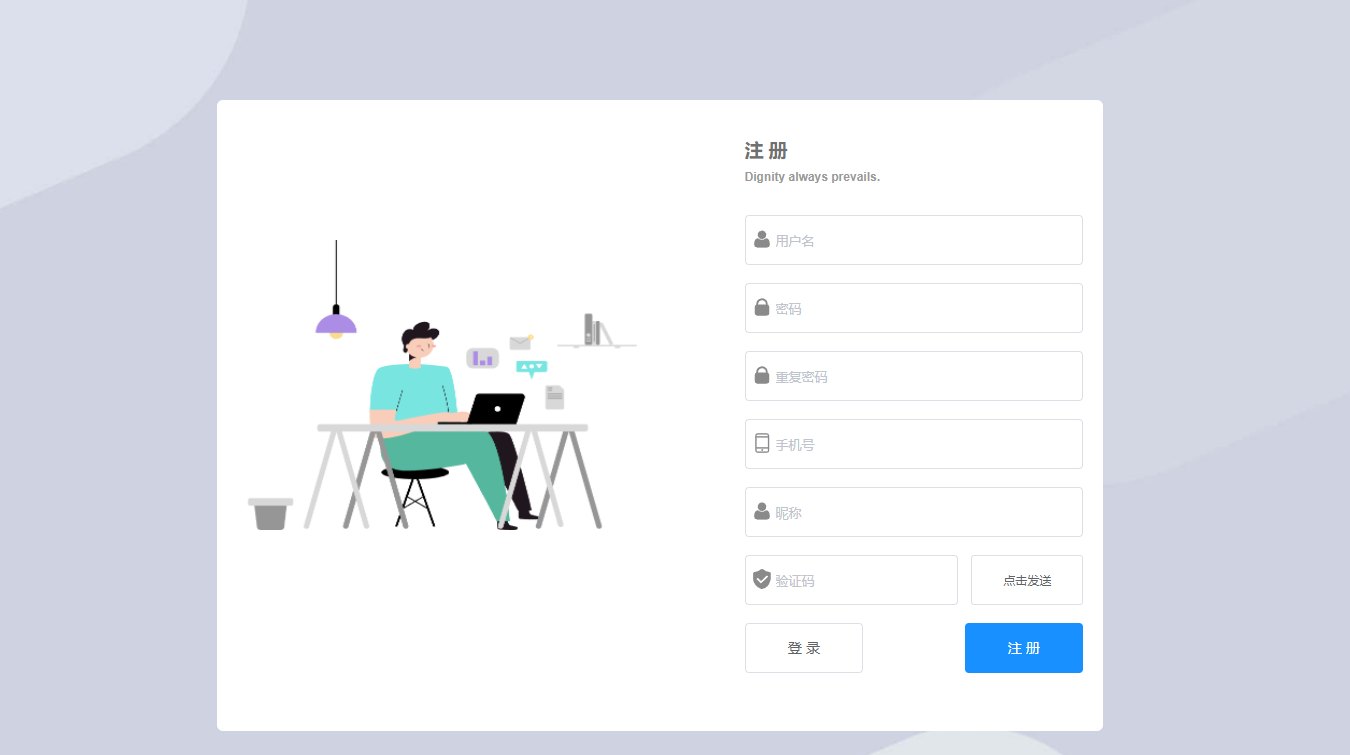 注 册
Dignity always prevails.
用户名
密码
重复密码
手机号
昵称
验证码
点击发送
登 录
注 册